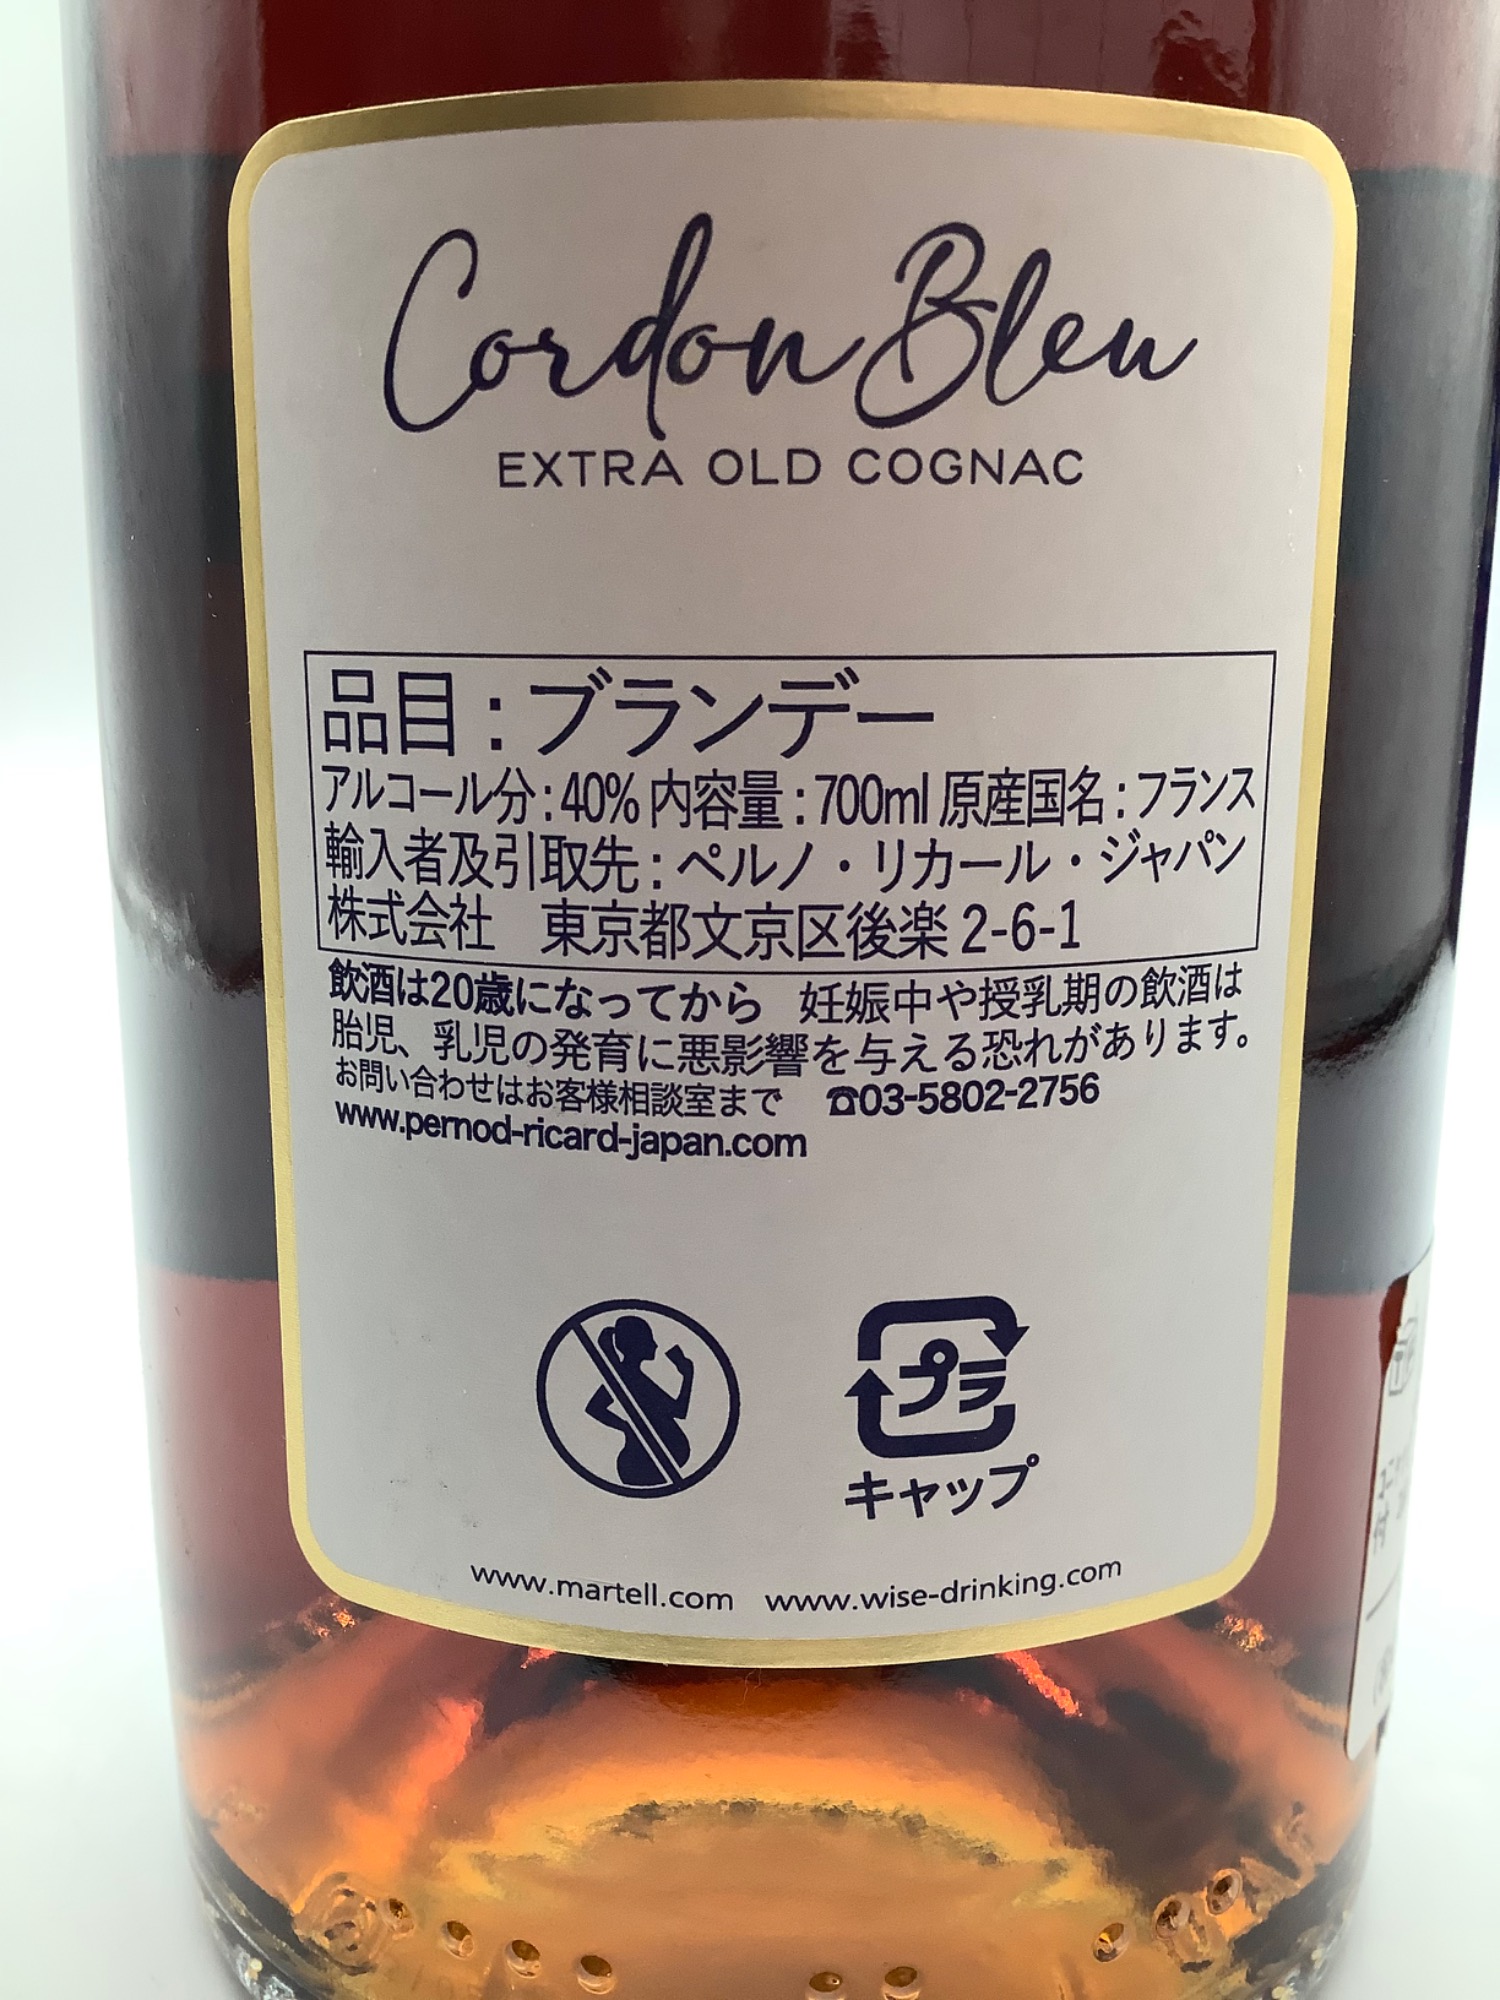 Cordon Bleu
EXTRA OLD COGNAC
品目:ブランデー
アルコール分:40% 内容量:700ml 原産国名:フランス
輸入者及引取先:ペルノ・リカール・ジャパン
株式会社 東京都文京区後楽 2-6-1
飲酒は20歳になってから 妊娠中や授乳期の飲酒は
胎児、乳児の発育に悪影響を与える恐れがあります。
お問い合わせはお客様相談室まで ☎03-5802-2756
www.pernod-ricard-japan.com
プラ
キャップ
www.martell.com www.wise-drinking.com